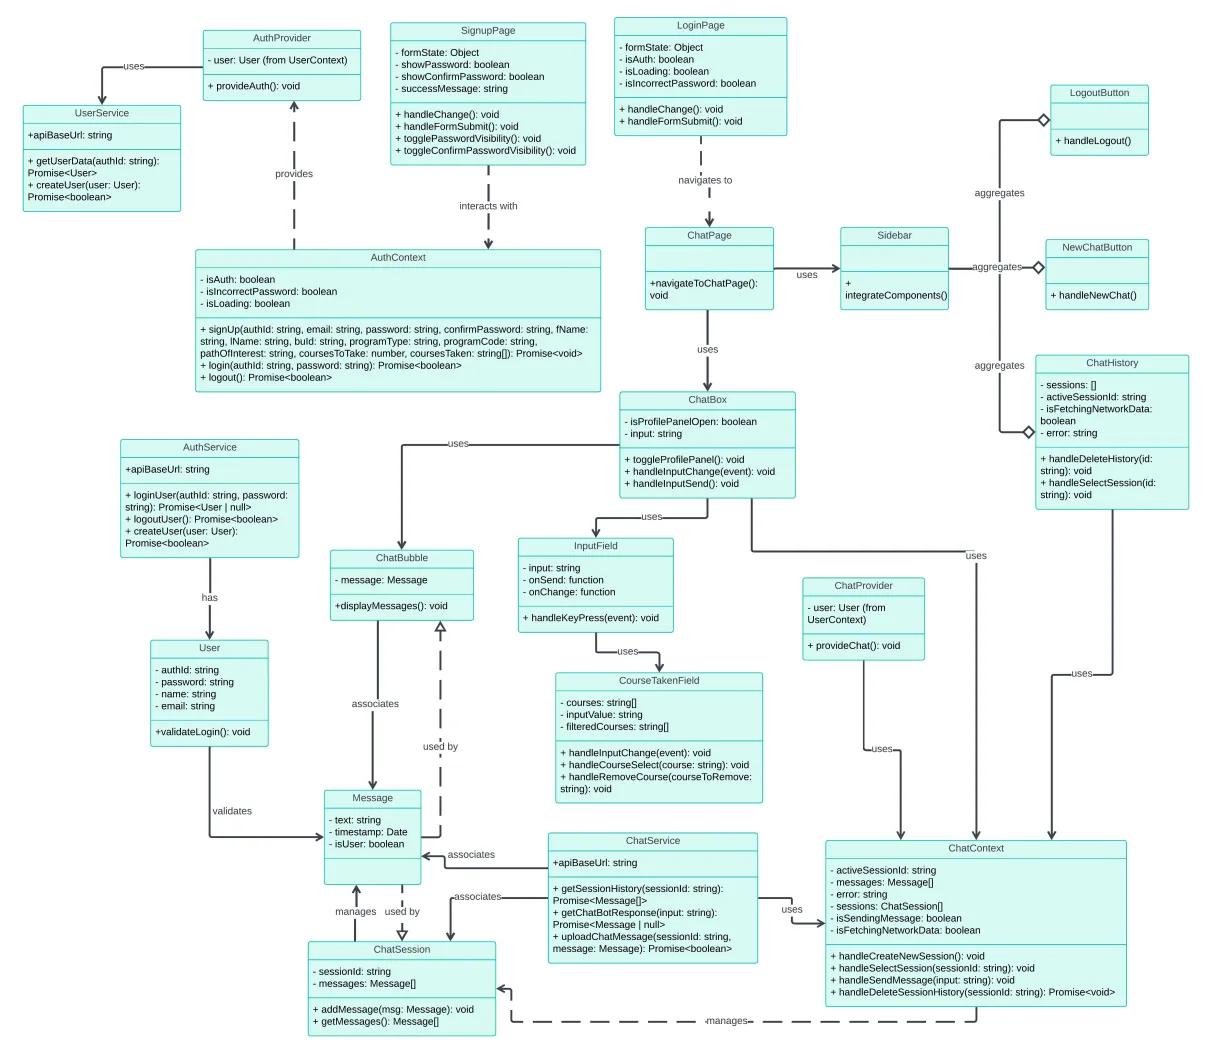 AuthProvider
- user: User (from UserContext)
+ provideAuth(): void
uses
UserService
+apiBaseUrl: string
+ getUserData(authId: string):
Promise<User>
+ createUser(user: User):
Promise<boolean>
provides
SignupPage
- formState: Object
- showPassword: boolean
- showConfirmPassword: boolean
- successMessage: string
+ handleChange(): void
+ handleFormSubmit(): void
+ togglePasswordVisibility(): void
+ toggleConfirmPasswordVisibility(): void
interacts with
LoginPage
- formState: Object
- isAuth: boolean
- isLoading: boolean
- isIncorrectPassword: boolean
+ handleChange(): void
+ handleFormSubmit(): void
navigates to
AuthContext
- isAuth: boolean
- isIncorrectPassword: boolean
- isLoading: boolean
+ signUp(authId: string, email: string, password: string, confirmPassword: string, fName:
string, lName: string, buId: string, programType: string, programCode: string,
pathOfInterest: string, coursesToTake: number, coursesTaken: string[]): Promise<void>
+ login(authId: string, password: string): Promise<boolean>
+ logout(): Promise<boolean>
ChatPage
+navigateToChatPage():
void
uses
Sidebar
+
integrateComponents()
aggregates
aggregates
aggregates
LogoutButton
+ handleLogout()
NewChatButton
+ handleNewChat()
ChatHistory
- sessions: []
- activeSessionId: string
- isFetchingNetworkData:
boolean
- error: string
+ handleDeleteHistory(id:
string): void
+ handleSelectSession(id:
string): void
uses
ChatBox
- isProfilePanelOpen: boolean
- input: string
+ toggleProfilePanel(): void
+ handleInputChange(event): void
+ handleInputSend(): void
uses
uses
uses
AuthService
+apiBaseUrl: string
+ loginUser(authId: string, password:
string): Promise<User | null>
+ logoutUser(): Promise<boolean>
+ createUser(user: User):
Promise<boolean>
has
User
- authId: string
- password: string
- name: string
- email: string
+validateLogin(): void
validates
ChatBubble
- message: Message
+displayMessages(): void
associates
used by
InputField
- input: string
- onSend: function
- onChange: function
+ handleKeyPress(event): void
uses
CourseTakenField
- courses: string[]
- inputValue: string
- filteredCourses: string[]
+ handleInputChange(event): void
+ handleCourseSelect(course: string): void
+ handleRemoveCourse(courseToRemove:
string): void
ChatProvider
- user: User (from
UserContext)
+ provideChat(): void
uses
uses
Message
- text: string
- timestamp: Date
- isUser: boolean
associates
associates
manages
used by
ChatService
+apiBaseUrl: string
+ getSessionHistory(sessionId: string):
Promise<Message[]>
+ getChatBotResponse(input: string):
Promise<Message | null>
+ uploadChatMessage(sessionId: string,
message: Message): Promise<boolean>
uses
ChatContext
- activeSessionId: string
- messages: Message[]
- error: string
- sessions: ChatSession[]
- isSendingMessage: boolean
- isFetchingNetworkData: boolean
+ handleCreateNewSession(): void
+ handleSelectSession(sessionId: string): void
+ handleSendMessage(input: string): void
+ handleDeleteSessionHistory(sessionId: string): Promise<void>
ChatSession
- sessionId: string
- messages: Message[]
+ addMessage(msg: Message): void
+ getMessages(): Message[]
manages